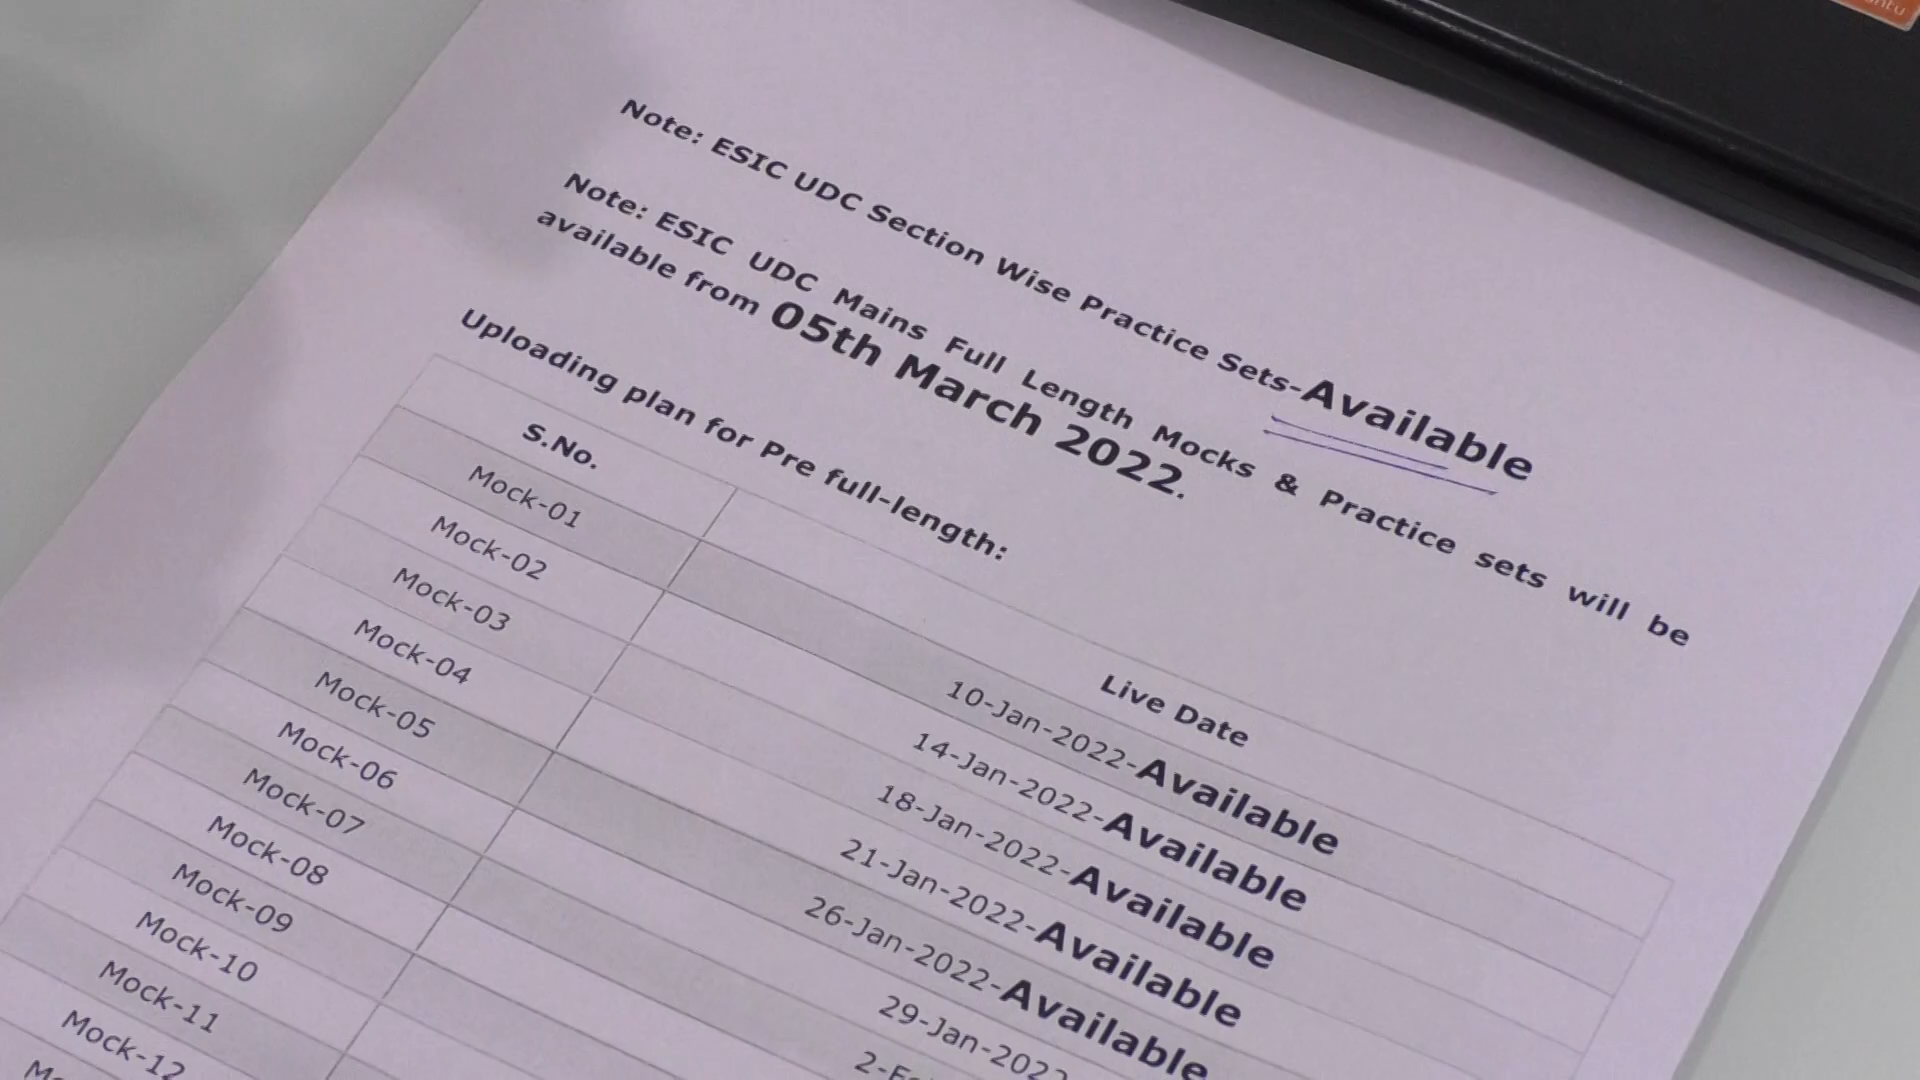 Note: ESIC UDC Section Wise Practice Sets-Available
Note: ESIC UDC Mains Full Length Mocks & Practice sets will be
available from 05th March 2022.
Uploading plan for Pre full-length:
S.No. Live Date
Mock-01 10-Jan-2022-Available
Mock-02 14-Jan-2022-Available
Mock-03 18-Jan-2022-Available
Mock-04 21-Jan-2022-Available
Mock-05 26-Jan-2022-Available
Mock-06 29-Jan-2022
Mock-07
Mock-08
Mock-09
Mock-10
Mock-11
Mock-12